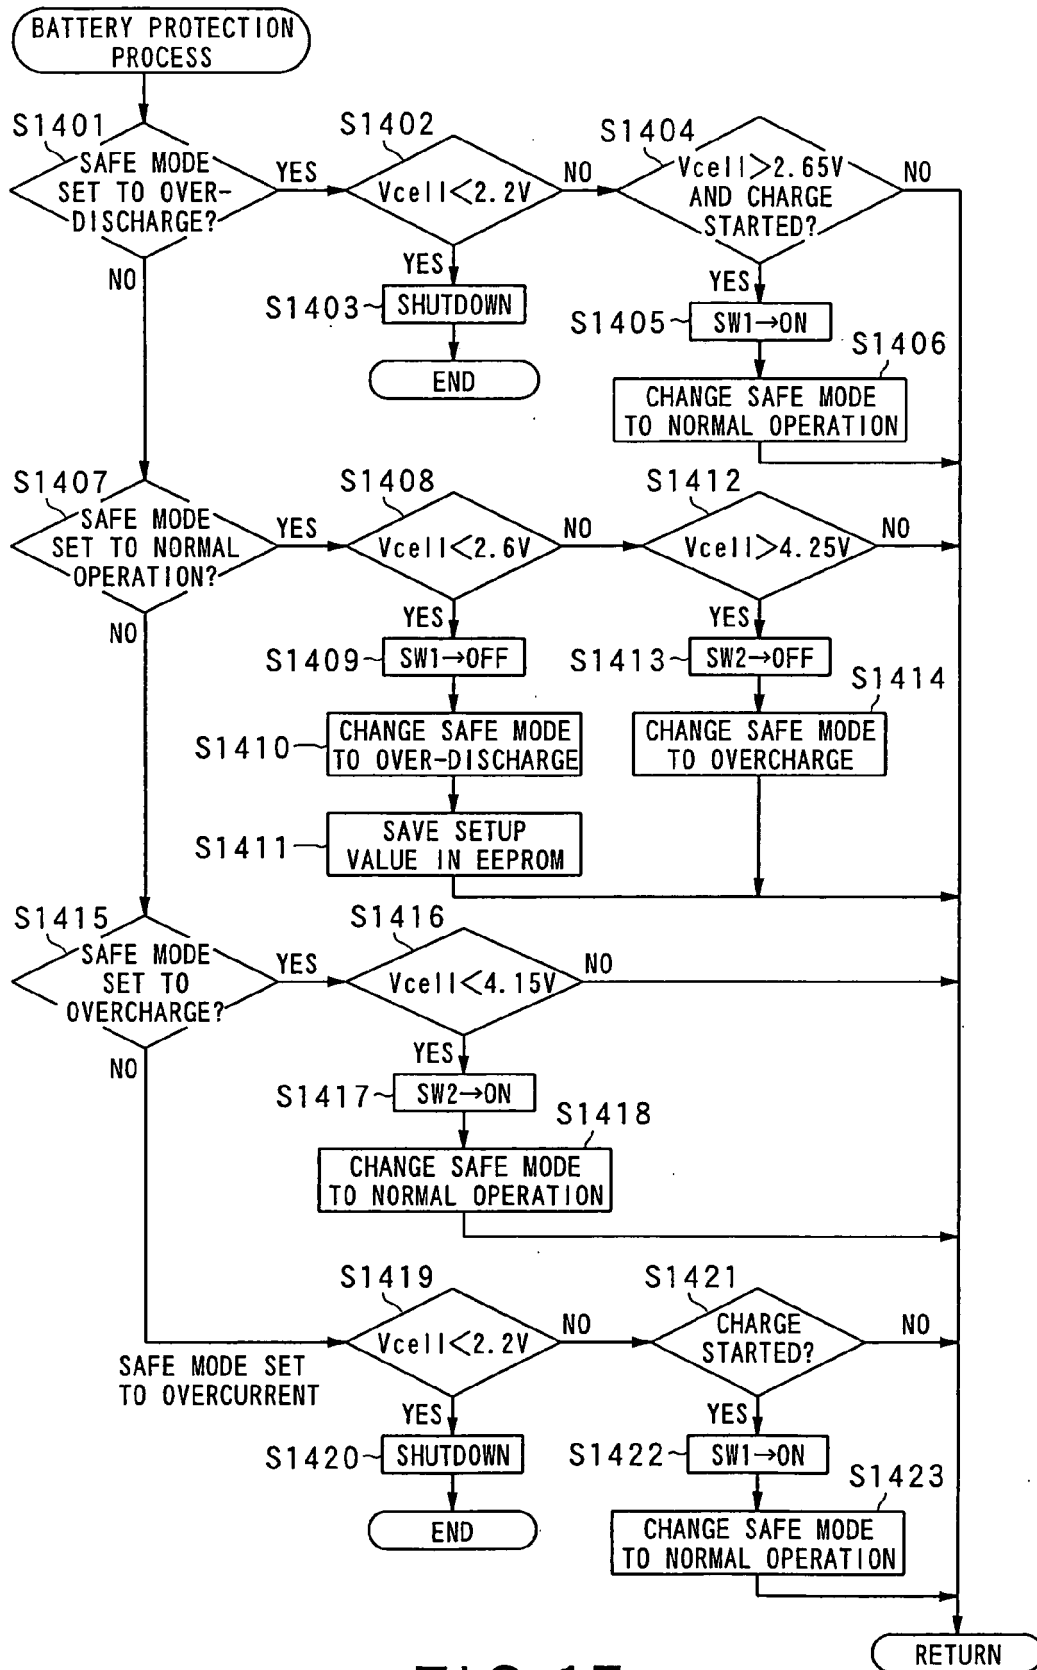 BATTERY PROTECTION
PROCESS
S1401
SAFE MODE
SET TO OVER-
DISCHARGE?
YES
NO
S1402
Vcell<2.2V
NO
YES
S1403
SHUTDOWN
END
S1404
Vcell>2.65V
AND CHARGE
STARTED?
NO
YES
S1405
SW1→ON
S1406
CHANGE SAFE MODE
TO NORMAL OPERATION
S1407
SAFE MODE
SET TO NORMAL
OPERATION?
YES
NO
S1408
Vcell<2.6V
NO
YES
S1409
SW1→OFF
S1410
CHANGE SAFE MODE
TO OVER-DISCHARGE
S1411
SAVE SETUP
VALUE IN EEPROM
S1412
Vcell>4.25V
NO
YES
S1413
SW2→OFF
S1414
CHANGE SAFE MODE
TO OVERCHARGE
S1415
SAFE MODE
SET TO
OVERCHARGE?
YES
NO
S1416
Vcell<4.15V
NO
YES
S1417
SW2→ON
S1418
CHANGE SAFE MODE
TO NORMAL OPERATION
SAFE MODE SET
TO OVERCURRENT
S1419
Vcell<2.2V
NO
YES
S1420
SHUTDOWN
END
S1421
CHARGE
STARTED?
NO
YES
S1422
SW1→ON
S1423
CHANGE SAFE MODE
TO NORMAL OPERATION
RETURN